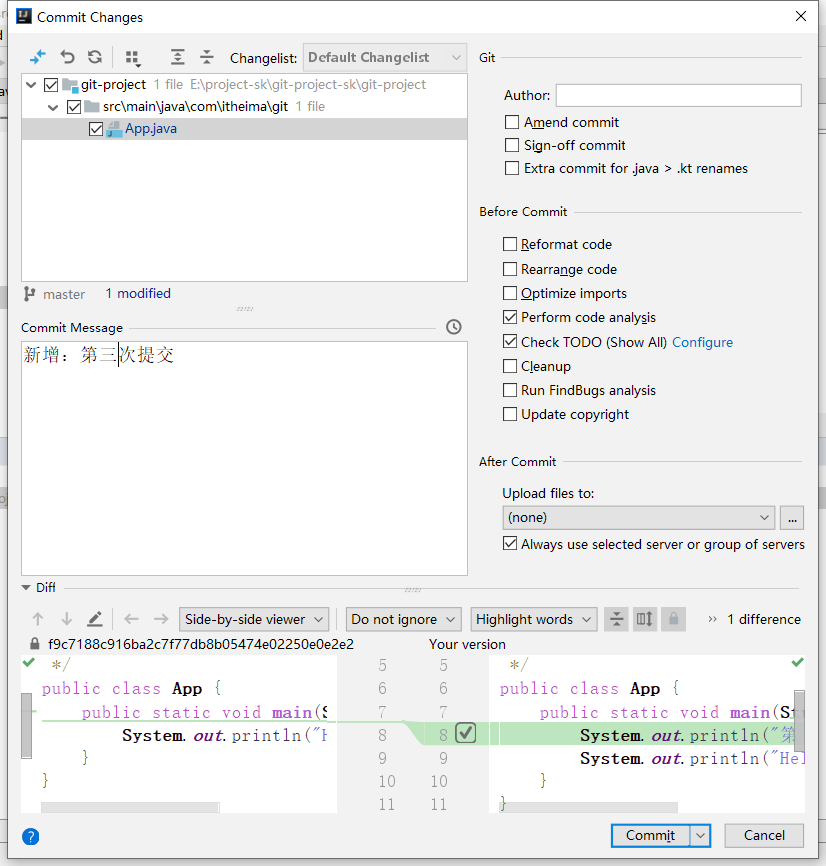 Commit Changes
Changelist: Default Changelist
git-project 1 file E:\project-sk\git-project-sk\git-project
src\main\java\com\itheima\git 1 file
App.java
master 1 modified
Commit Message
新增：第三次提交
Git
Author:
Amend commit
Sign-off commit
Extra commit for .java > .kt renames
Before Commit
Reformat code
Rearrange code
Optimize imports
Perform code analysis
Check TODO (Show All) Configure
Cleanup
Run FindBugs analysis
Update copyright
After Commit
Upload files to:
(none)
...
Always use selected server or group of servers
Diff
Side-by-side viewer Do not ignore Highlight words 1 difference
f9c7188c916ba2c7f77db8b05474e02250e0e2e2 Your version
*/ 5 5 */
public class App { 6 6 public class App {
public static void main(S 7 7 public static void main(St
System.out.println("H 8 8 System.out.println("第
} 9 9 System.out.println("Hel
} 10 10 }
11 11 }
? Commit Cancel